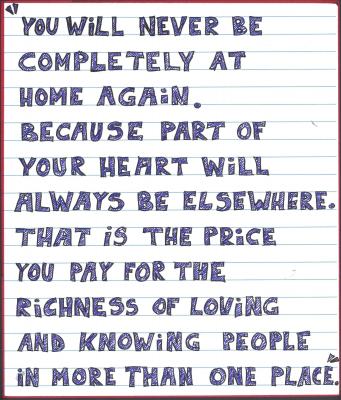 "YOU WiLL NEVER BE
COMPLETELY AT
HOME AGAiN.
BECAUSE PART OF
YOUR HEART WiLL
ALWAYS BE ELSEWHERE.
THAT iS THE PRiCE
YOU PAY FOR THE
RiCHNESS OF LOViNG
AND KNOWiNG PEOPLE
iN MORE THAN ONE PLACE."